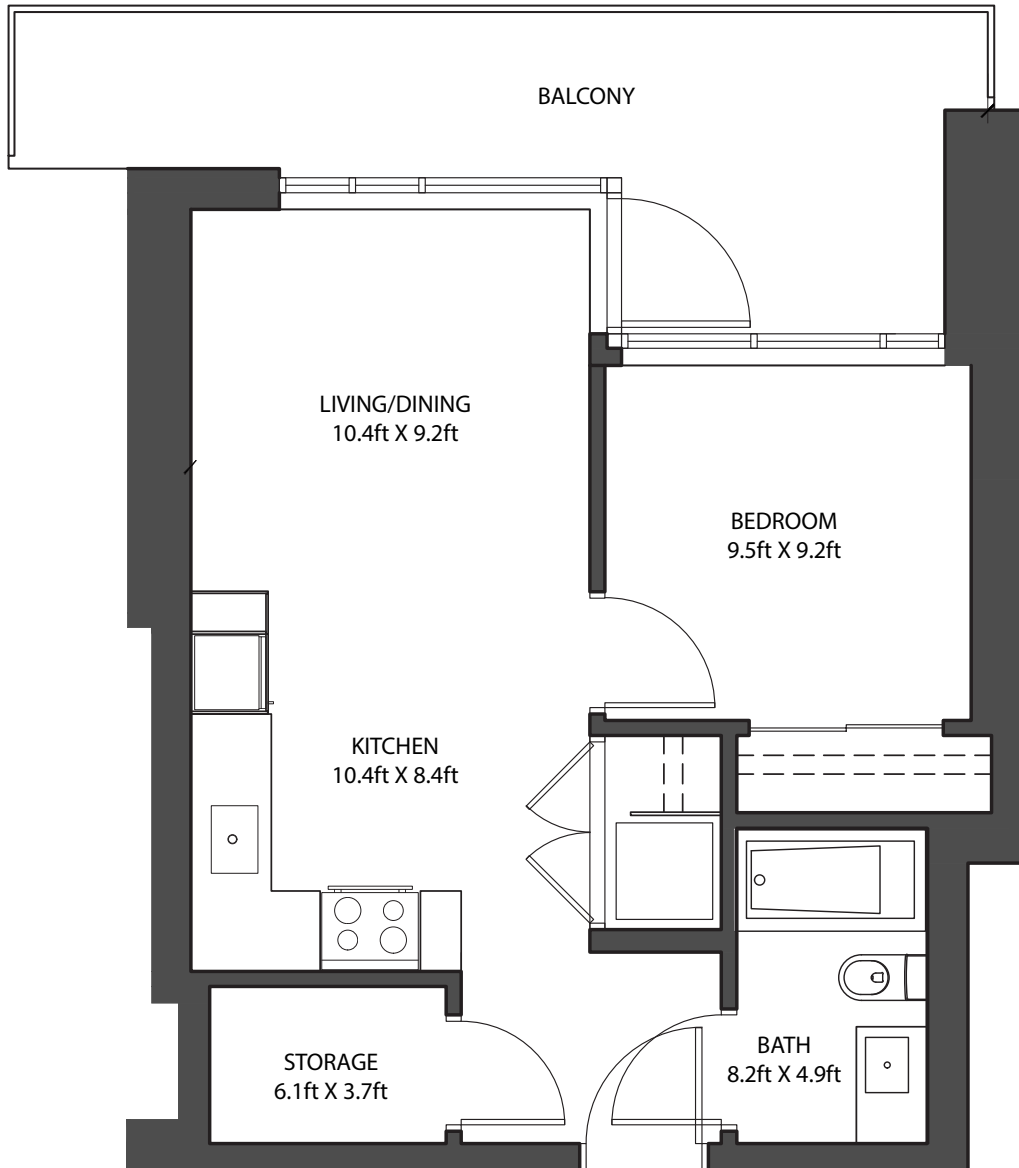 BALCONY
LIVING/DINING
10.4ft X 9.2ft
BEDROOM
9.5ft X 9.2ft
KITCHEN
10.4ft X 8.4ft
STORAGE
6.1ft X 3.7ft
BATH
8.2ft X 4.9ft